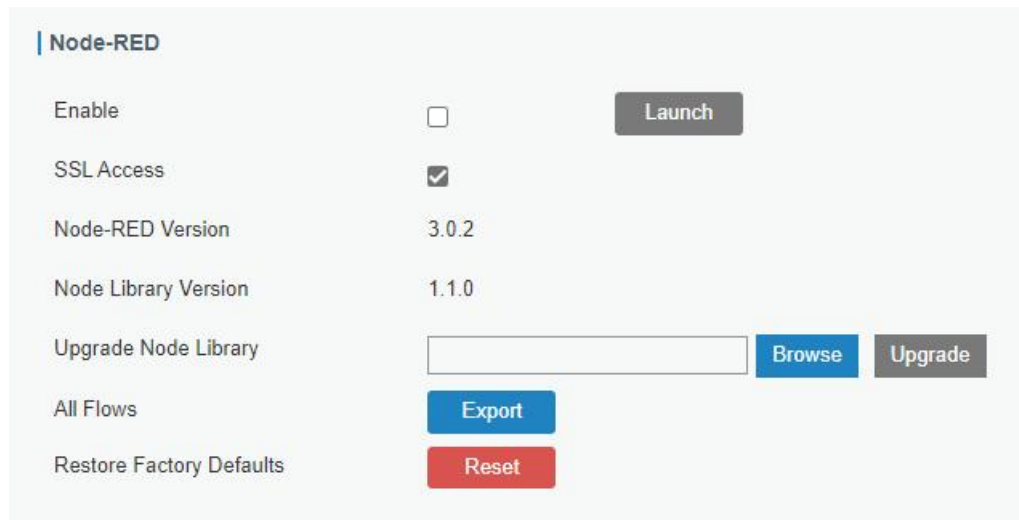 Node-RED
Enable Launch
SSL Access
Node-RED Version 3.0.2
Node Library Version 1.1.0
Upgrade Node Library Browse Upgrade
All Flows Export
Restore Factory Defaults Reset